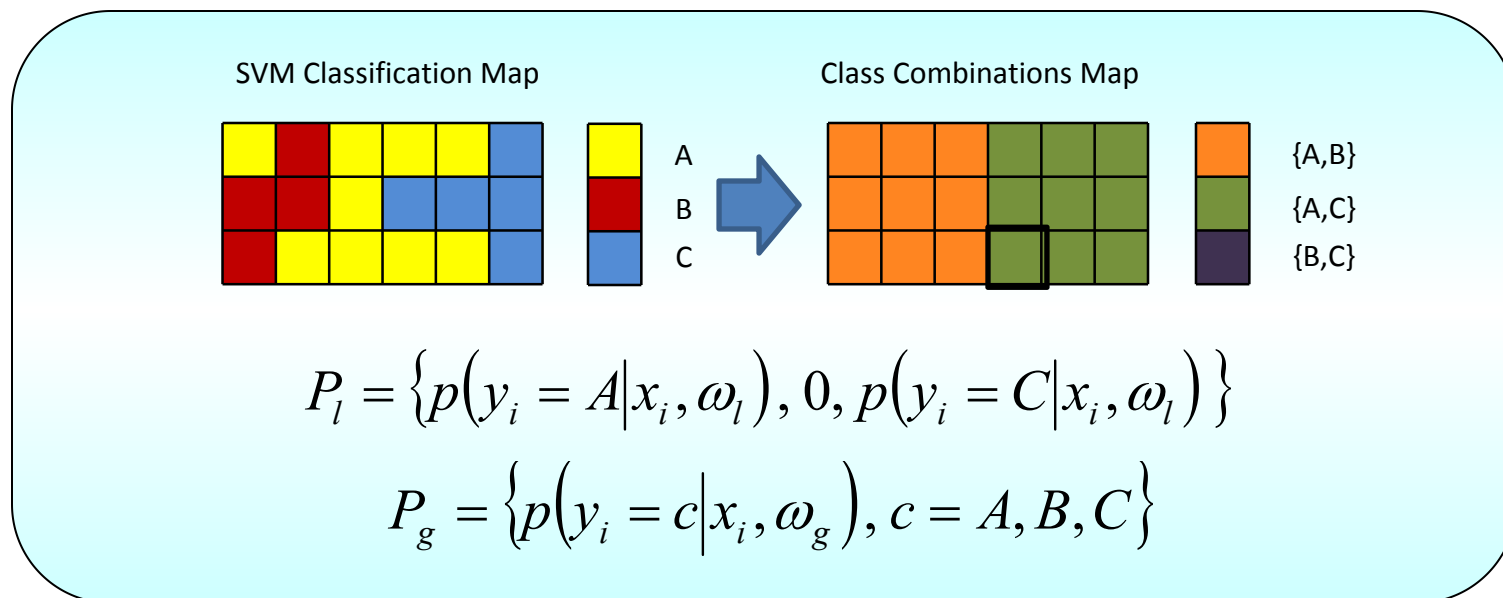 SVM Classification Map
Class Combinations Map
A
B
C
{A,B}
{A,C}
{B,C}
P_l = {p(y_i = A|x_i, ω_l), 0, p(y_i = C|x_i, ω_l)}
P_g = {p(y_i = c|x_i, ω_g), c = A, B, C}